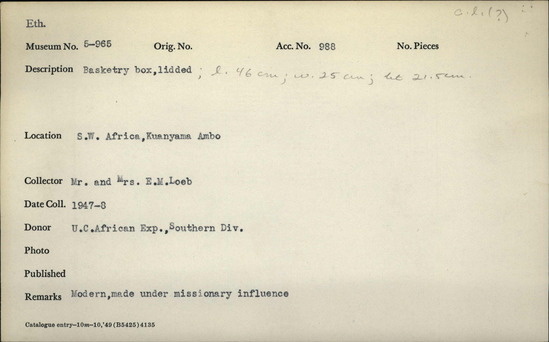 c.l.(?)
Eth.
Museum No. 5-965 Orig. No. Acc. No. 988 No. Pieces
Description Basketry box,lidded ; l. 46 cm; w. 25 cm; ht 21.5cm.
Location S.W. Africa,Kuanyama Ambo
Collector Mr. and Mrs. E.M.Loeb
Date Coll. 1947-8
Donor U.C.African Exp.,Southern Div.
Photo
Published
Remarks Modern,made under missionary influence
Catalogue entry—10m-10,'49 (B5425) 4135